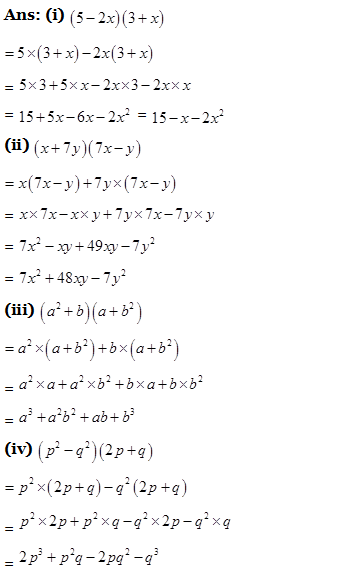 Ans: (i) (5−2x)(3+x)
=5×(3+x)−2x(3+x)
= 5×3+5×x−2x×3−2x×x
= 15+5x−6x−2x² = 15−x−2x²
(ii) (x+7y)(7x−y)
= x(7x−y)+7y×(7x−y)
= x×7x−x×y+7y×7x−7y×y
= 7x²−xy+49xy−7y²
= 7x²+48xy−7y²
(iii) (a²+b)(a+b²)
=a²×(a+b²)+b×(a+b²)
= a²×a+a²×b²+b×a+b×b²
= a³+a²b²+ab+b³
(iv) (p²−q²)(2p+q)
= p²×(2p+q)−q²(2p+q)
= p²×2p+p²×q−q²×2p−q²×q
= 2p³+p²q−2pq²−q³